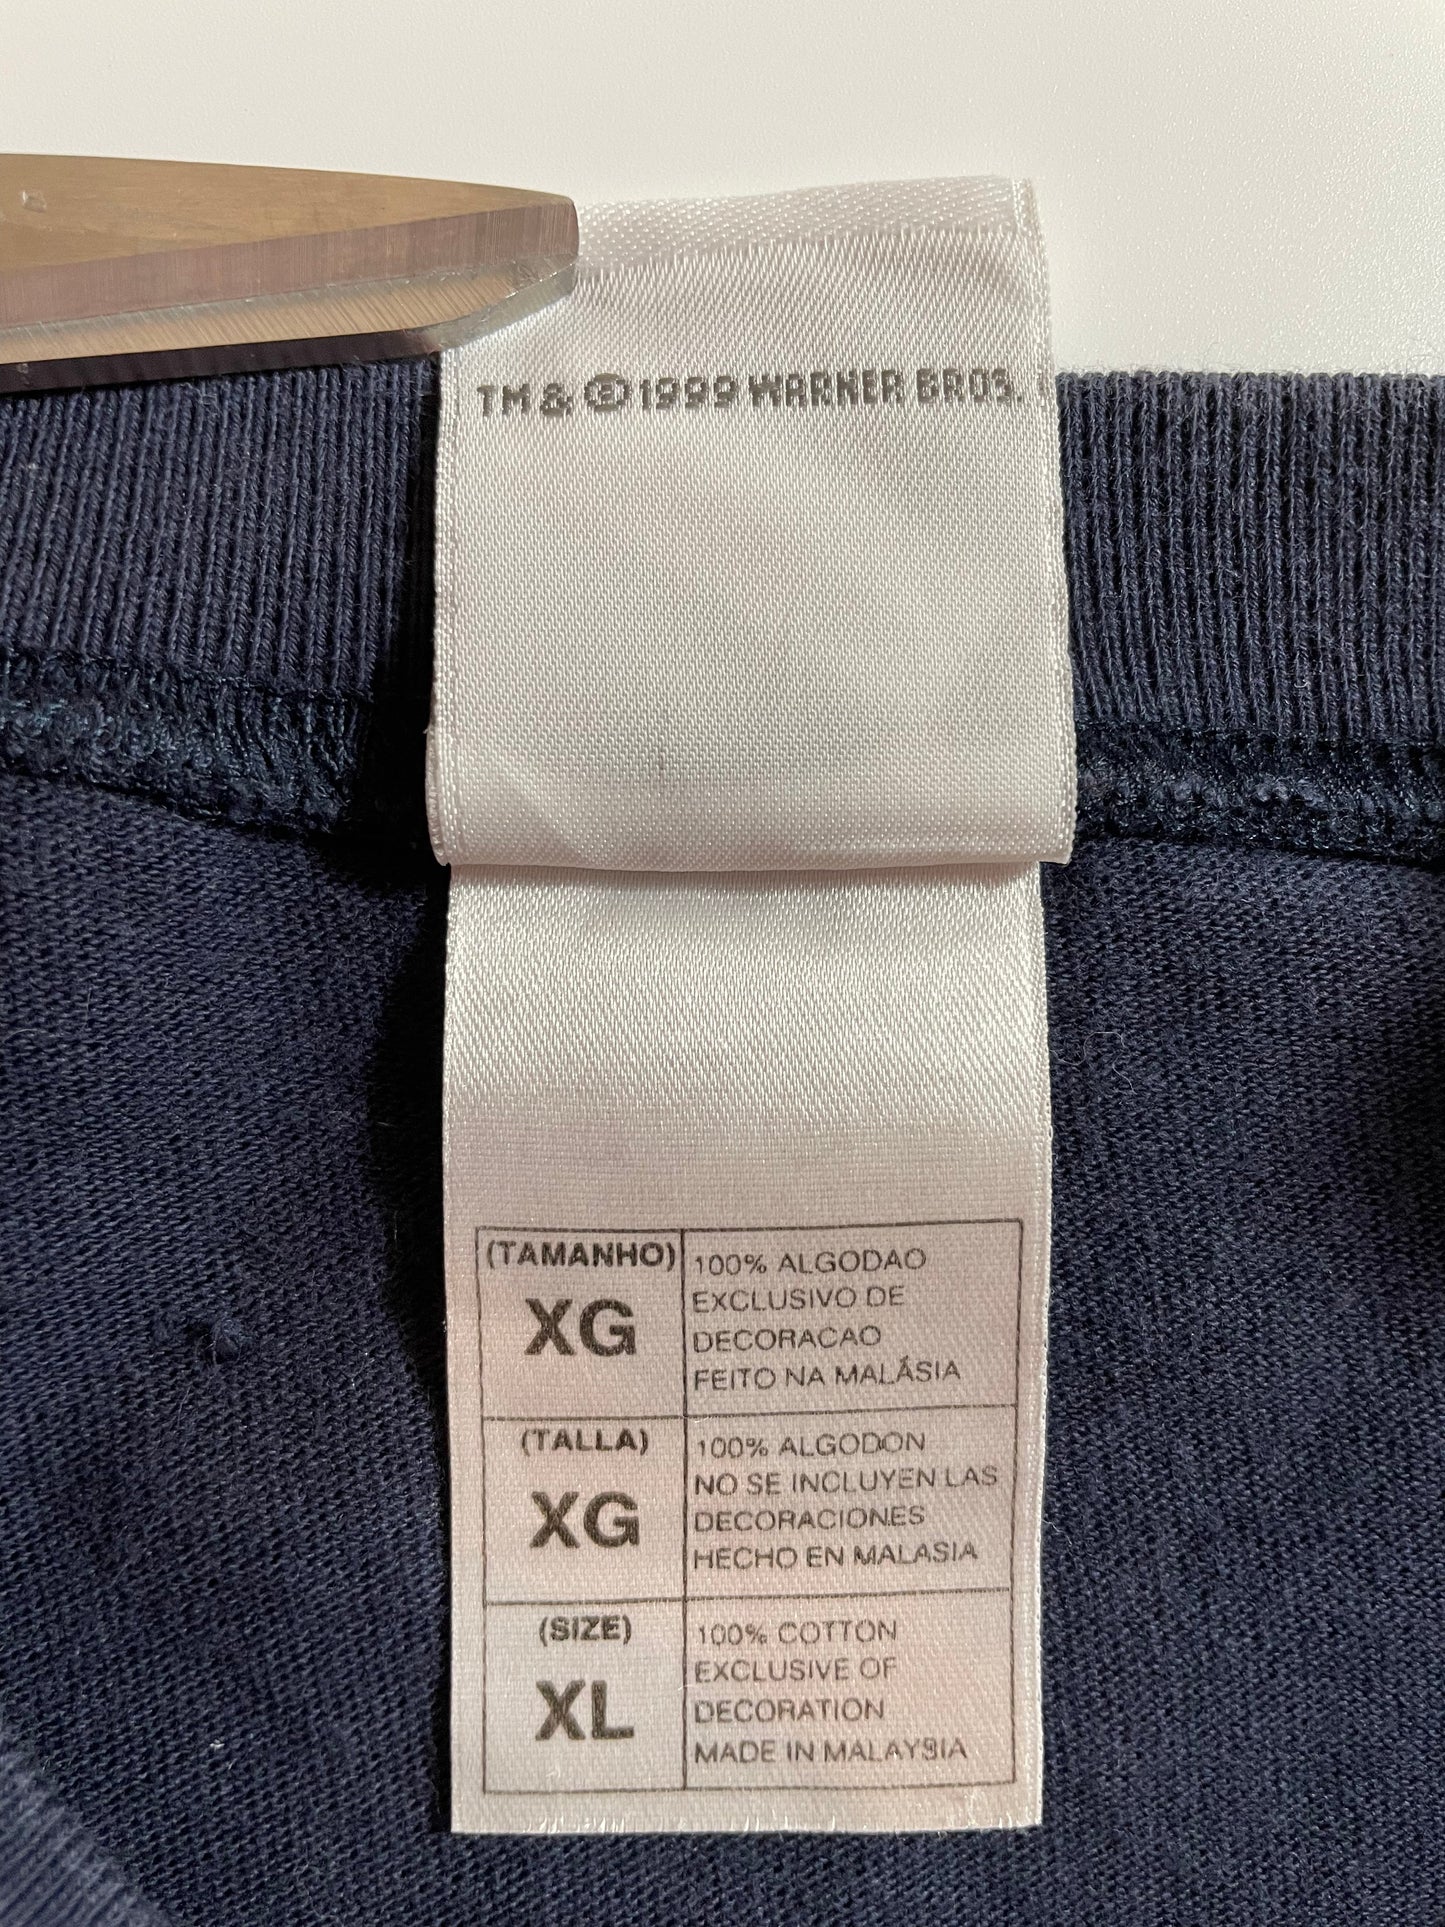 TM & © 1999 WARNER BROS.
(TAMANHO)
XG
100% ALGODAO
EXCLUSIVO DE
DECORACAO
FEITO NA MALÁSIA
(TALLA)
XG
100% ALGODON
NO SE INCLUYEN LAS
DECORACIONES
HECHO EN MALASIA
(SIZE)
XL
100% COTTON
EXCLUSIVE OF
DECORATION
MADE IN MALAYSIA